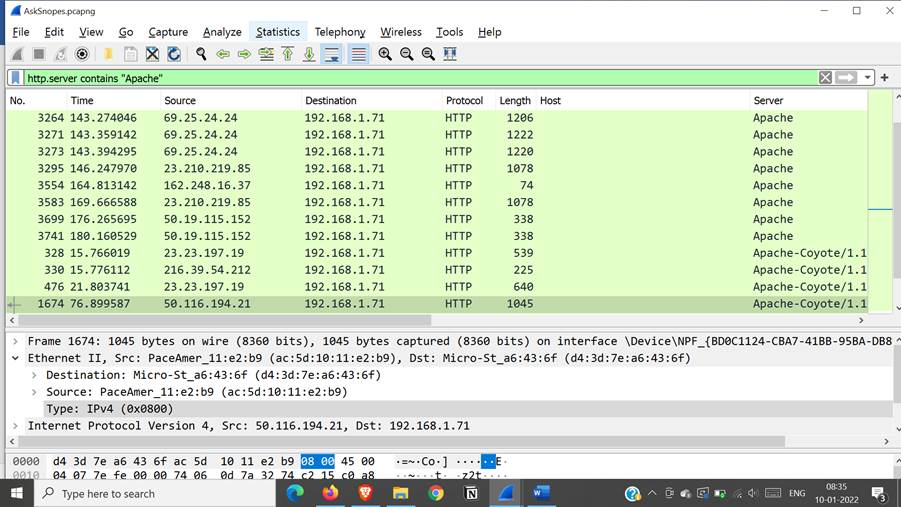 AskSnopes.pcapng
File Edit View Go Capture Analyze Statistics Telephony Wireless Tools Help
http.server contains "Apache"
No. Time Source Destination Protocol Length Host Server
3264 143.274046 69.25.24.24 192.168.1.71 HTTP 1206 Apache
3271 143.359142 69.25.24.24 192.168.1.71 HTTP 1222 Apache
3273 143.394295 69.25.24.24 192.168.1.71 HTTP 1220 Apache
3295 146.247970 23.210.219.85 192.168.1.71 HTTP 1078 Apache
3554 164.813142 162.248.16.37 192.168.1.71 HTTP 74 Apache
3583 169.666588 23.210.219.85 192.168.1.71 HTTP 1078 Apache
3699 176.265695 50.19.115.152 192.168.1.71 HTTP 338 Apache
3741 180.160529 50.19.115.152 192.168.1.71 HTTP 338 Apache
328 15.766019 23.23.197.19 192.168.1.71 HTTP 539 Apache-Coyote/1.1
330 15.776112 216.39.54.212 192.168.1.71 HTTP 225 Apache-Coyote/1.1
476 21.803741 23.23.197.19 192.168.1.71 HTTP 640 Apache-Coyote/1.1
1674 76.899587 50.116.194.21 192.168.1.71 HTTP 1045 Apache-Coyote/1.1
Frame 1674: 1045 bytes on wire (8360 bits), 1045 bytes captured (8360 bits) on interface \Device\NPF_{BD0C1124-CBA7-41BB-95BA-DB8
Ethernet II, Src: PaceAmer_11:e2:b9 (ac:5d:10:11:e2:b9), Dst: Micro-St_a6:43:6f (d4:3d:7e:a6:43:6f)
Destination: Micro-St_a6:43:6f (d4:3d:7e:a6:43:6f)
Source: PaceAmer_11:e2:b9 (ac:5d:10:11:e2:b9)
Type: IPv4 (0x0800)
Internet Protocol Version 4, Src: 50.116.194.21, Dst: 192.168.1.71
0000 d4 3d 7e a6 43 6f ac 5d 10 11 e2 b9 08 00 45 00 ·=~·Co·] ······E·
0010 04 07 7e fe 00 00 74 06 0d 7a 32 74 c2 15 c0 a8 ··~···t· ·z2t····
Type here to search
ENG
08:35
10-01-2022
3